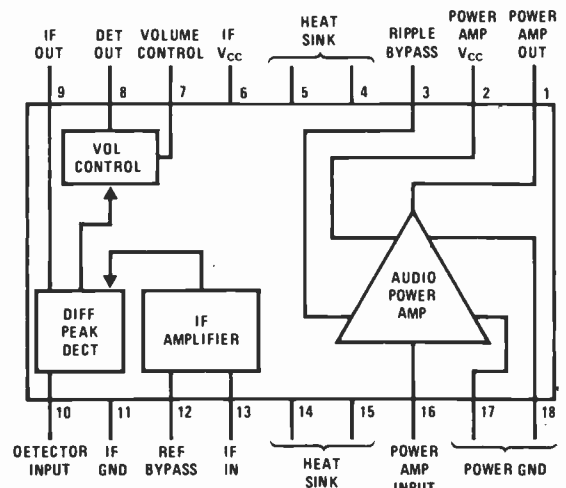 IF OUT
DET OUT
VOLUME CONTROL
IF VCC
HEAT SINK
RIPPLE BYPASS
POWER AMP VCC
POWER AMP OUT
9 8 7 6 5 4 3 2 1
VOL CONTROL
DIFF PEAK DECT
IF AMPLIFIER
AUDIO POWER AMP
10 11 12 13 14 15 16 17 18
DETECTOR INPUT
IF GND
REF BYPASS
IF IN
HEAT SINK
POWER AMP INPUT
POWER GND